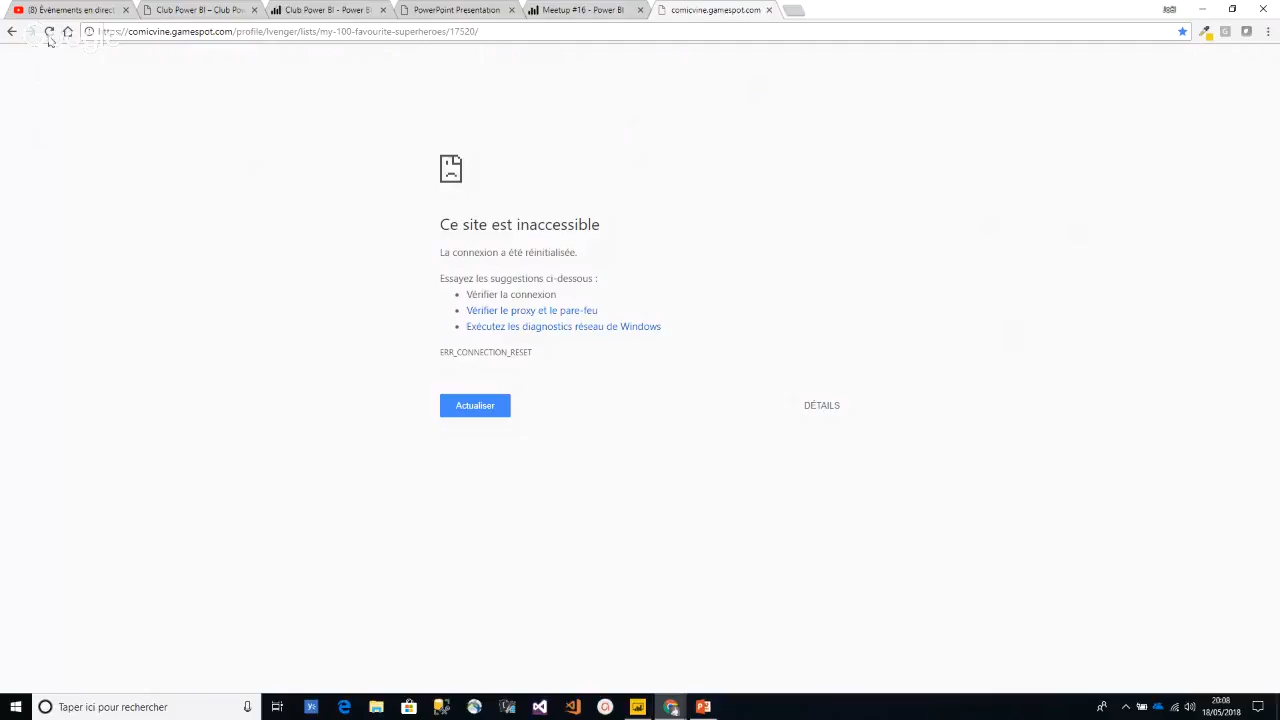 (8) Évènements en direct
Club Power BI – Club Pow
Club Power BI - Power BI
PowerPoint Presentation
Meetup #16 - Power BI
comicvine.gamespot.com
https://comicvine.gamespot.com/profile/lvenger/lists/my-100-favourite-superheroes/17520/
Ce site est inaccessible
La connexion a été réinitialisée.
Essayez les suggestions ci-dessous :
• Vérifier la connexion
• Vérifier le proxy et le pare-feu
• Exécutez les diagnostics réseau de Windows
ERR_CONNECTION_RESET
Actualiser
DÉTAILS
Taper ici pour rechercher
20:08
18/05/2018